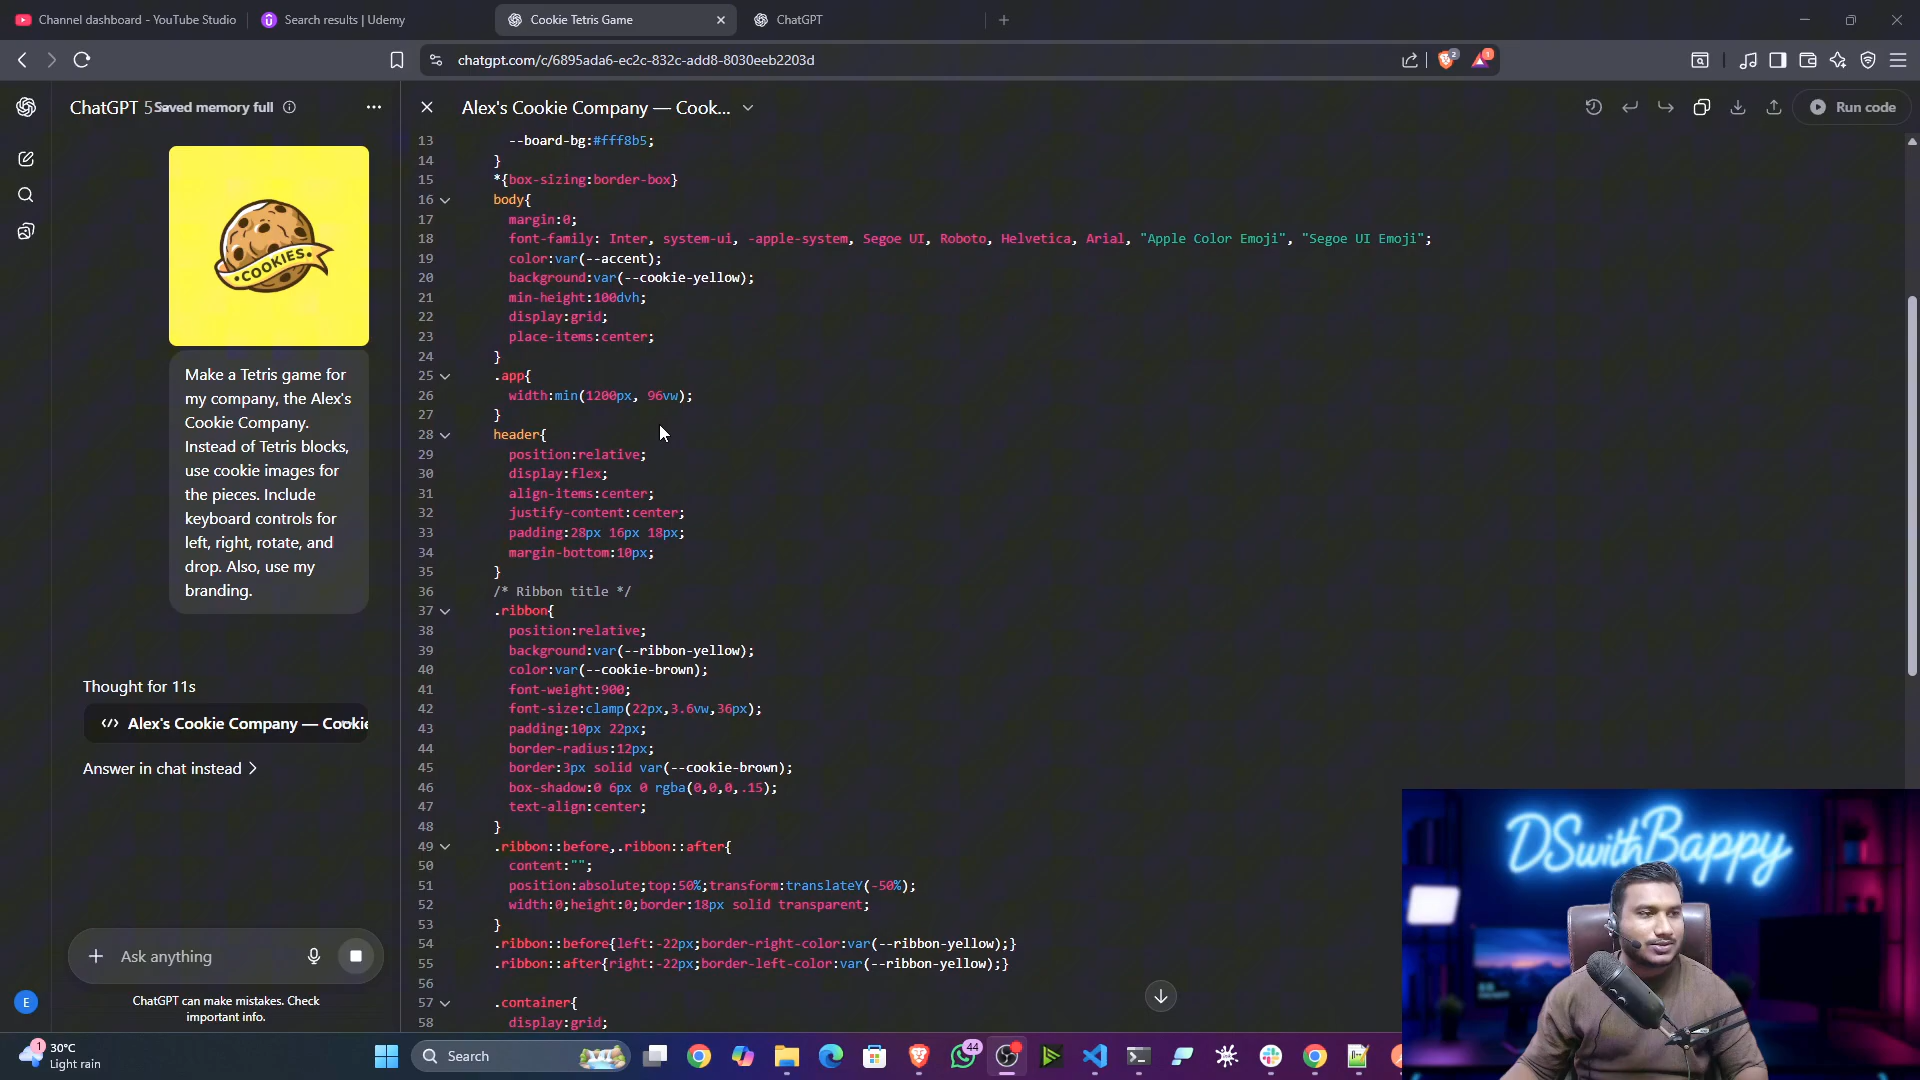 Channel dashboard - YouTube Studio
Search results | Udemy
Cookie Tetris Game
ChatGPT
chatgpt.com/c/6895ada6-ec2c-832c-add8-8030eeb2203d
2
1
ChatGPT 5
Saved memory full
Alex's Cookie Company — Cook...
Run code
COOKIES
Make a Tetris game for
my company, the Alex's
Cookie Company.
Instead of Tetris blocks,
use cookie images for
the pieces. Include
keyboard controls for
left, right, rotate, and
drop. Also, use my
branding.
Thought for 11s
Alex's Cookie Company — Cookie
Answer in chat instead
Ask anything
ChatGPT can make mistakes. Check
important info.
E
13 --board-bg:#fff8b5;
14 }
15 *{box-sizing:border-box}
16 body{
17 margin:0;
18 font-family: Inter, system-ui, -apple-system, Segoe UI, Roboto, Helvetica, Arial, "Apple Color Emoji", "Segoe UI Emoji";
19 color:var(--accent);
20 background:var(--cookie-yellow);
21 min-height:100dvh;
22 display:grid;
23 place-items:center;
24 }
25 .app{
26 width:min(1200px, 96vw);
27 }
28 header{
29 position:relative;
30 display:flex;
31 align-items:center;
32 justify-content:center;
33 padding:28px 16px 18px;
34 margin-bottom:10px;
35 }
36 /* Ribbon title */
37 .ribbon{
38 position:relative;
39 background:var(--ribbon-yellow);
40 color:var(--cookie-brown);
41 font-weight:900;
42 font-size:clamp(22px,3.6vw,36px);
43 padding:10px 22px;
44 border-radius:12px;
45 border:3px solid var(--cookie-brown);
46 box-shadow:0 6px 0 rgba(0,0,0,.15);
47 text-align:center;
48 }
49 .ribbon::before,.ribbon::after{
50 content:"";
51 position:absolute;top:50%;transform:translateY(-50%);
52 width:0;height:0;border:18px solid transparent;
53 }
54 .ribbon::before{left:-22px;border-right-color:var(--ribbon-yellow);}
55 .ribbon::after{right:-22px;border-left-color:var(--ribbon-yellow);}
56
57 .container{
58 display:grid;
DSwithBappy
1
30°C
Light rain
Search
44